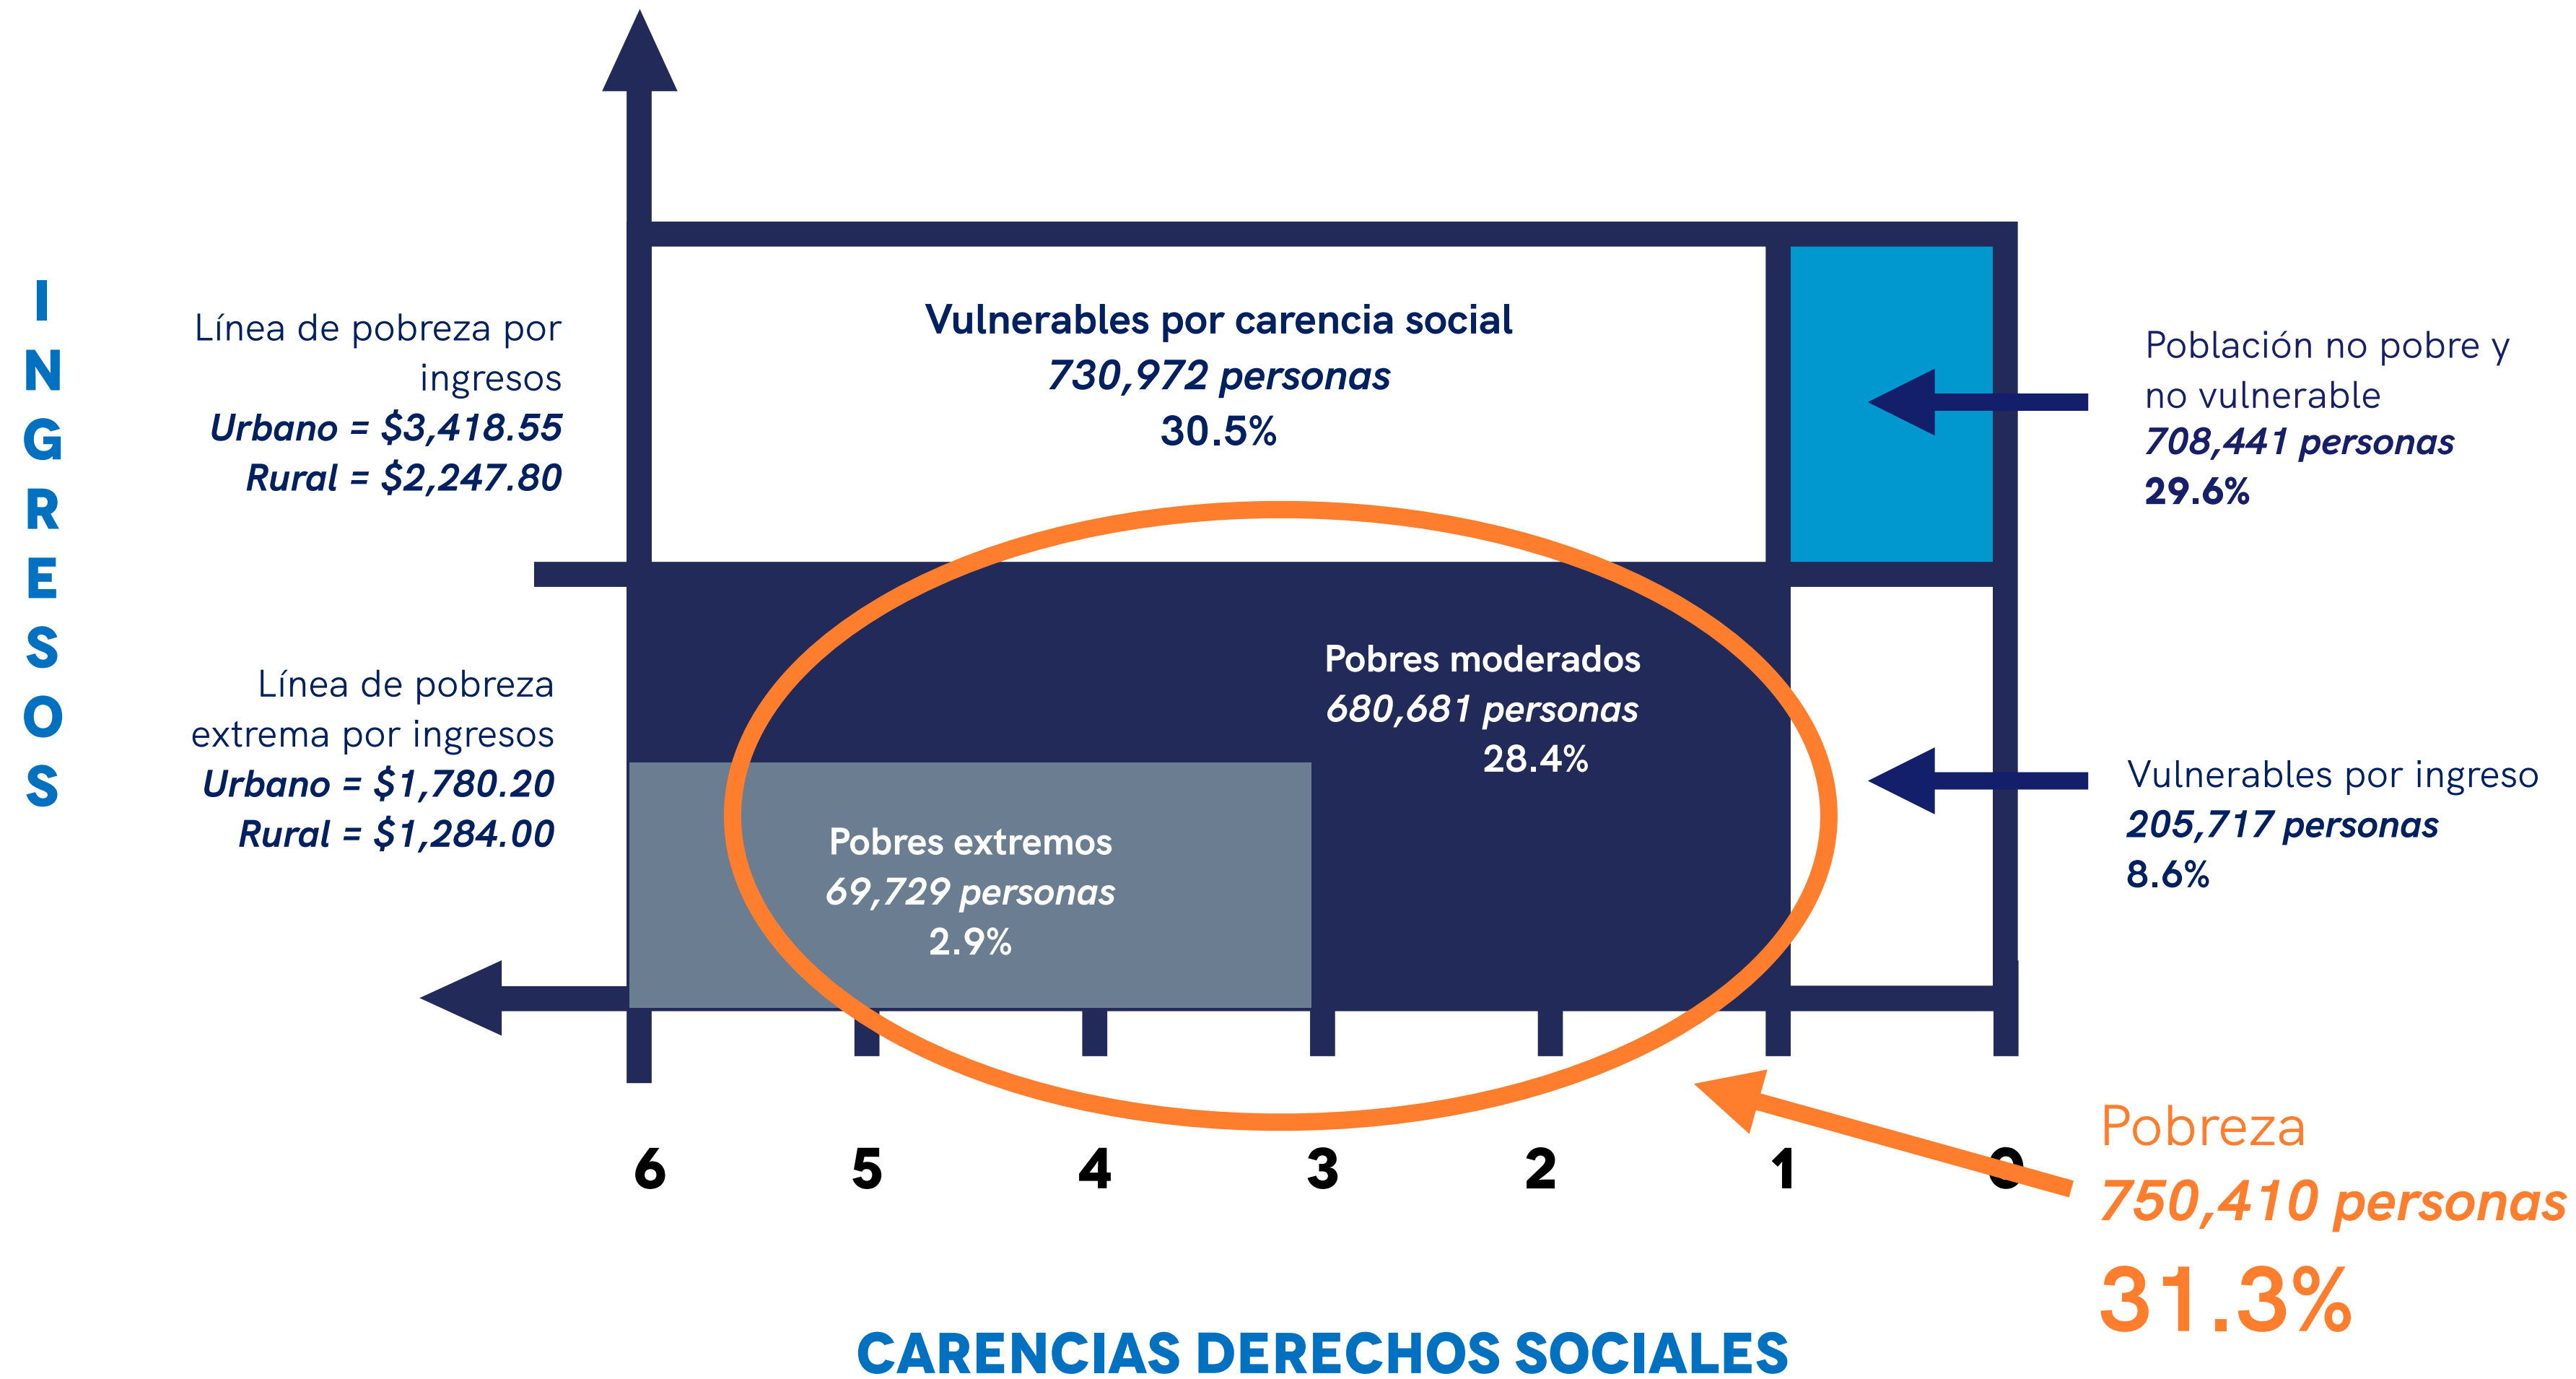 INGRESOS
Línea de pobreza por
ingresos
Urbano = $3,418.55
Rural = $2,247.80
Línea de pobreza
extrema por ingresos
Urbano = $1,780.20
Rural = $1,284.00
Vulnerables por carencia social
730,972 personas
30.5%
Pobres moderados
680,681 personas
28.4%
Pobres extremos
69,729 personas
2.9%
Población no pobre y
no vulnerable
708,441 personas
29.6%
Vulnerables por ingreso
205,717 personas
8.6%
6 5 4 3 2 1 0
Pobreza
750,410 personas
31.3%
CARENCIAS DERECHOS SOCIALES